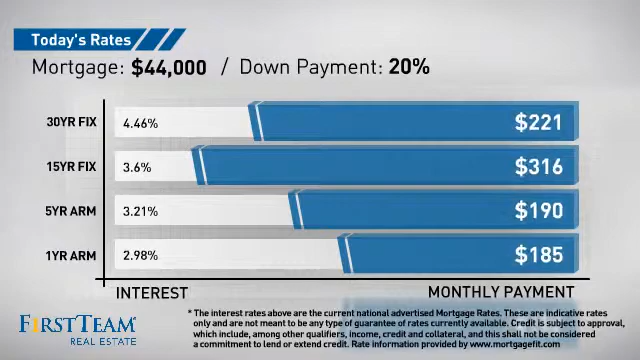 Today's Rates
Mortgage: $44,000 / Down Payment: 20%
30YR FIX 4.46% $221
15YR FIX 3.6% $316
5YR ARM 3.21% $190
1YR ARM 2.98% $185
INTEREST MONTHLY PAYMENT
FIRSTTEAM®
REAL ESTATE
* The interest rates above are the current national advertised Mortgage Rates. These are indicative rates
only and are not meant to be any type of guarantee of rates currently available. Credit is subject to approval,
which include, among other qualifiers, income, credit and collateral, and this shall not be considered
a commitment to lend or extend credit. Rate information provided by www.mortgagefit.com